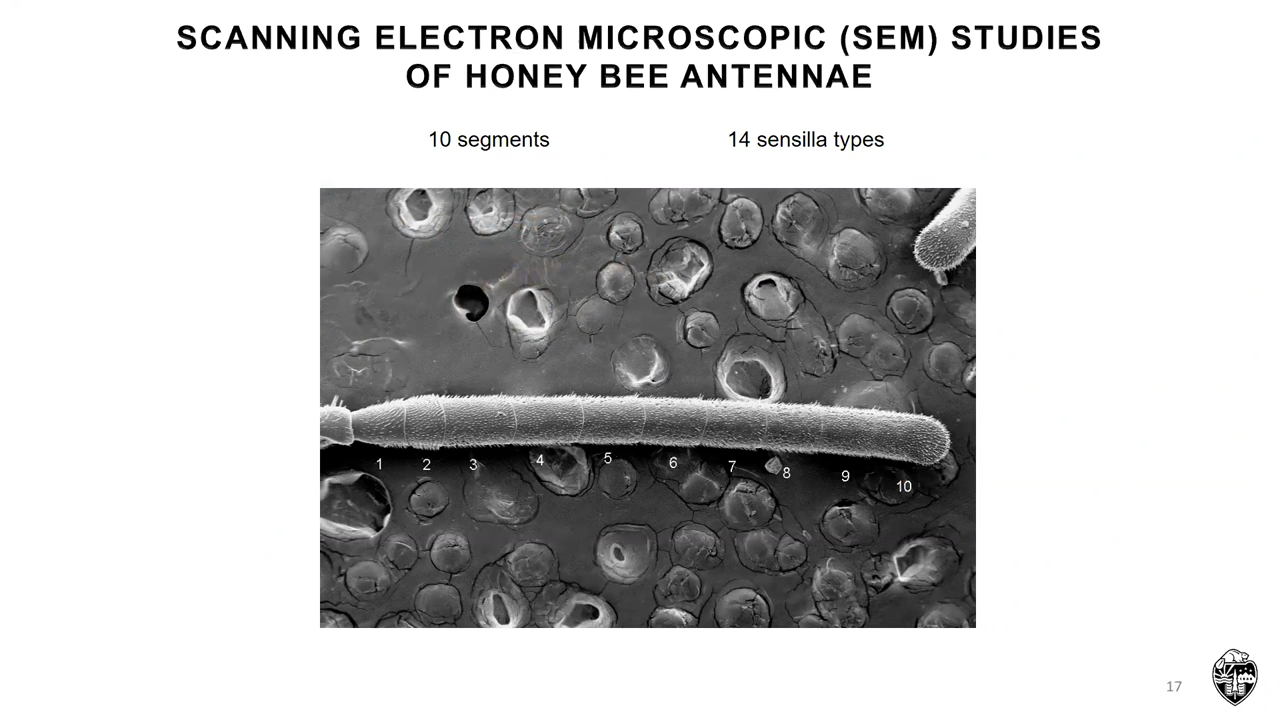 SCANNING ELECTRON MICROSCOPIC (SEM) STUDIES
OF HONEY BEE ANTENNAE
10 segments
14 sensilla types
1
2
3
4
5
6
7
8
9
10
17